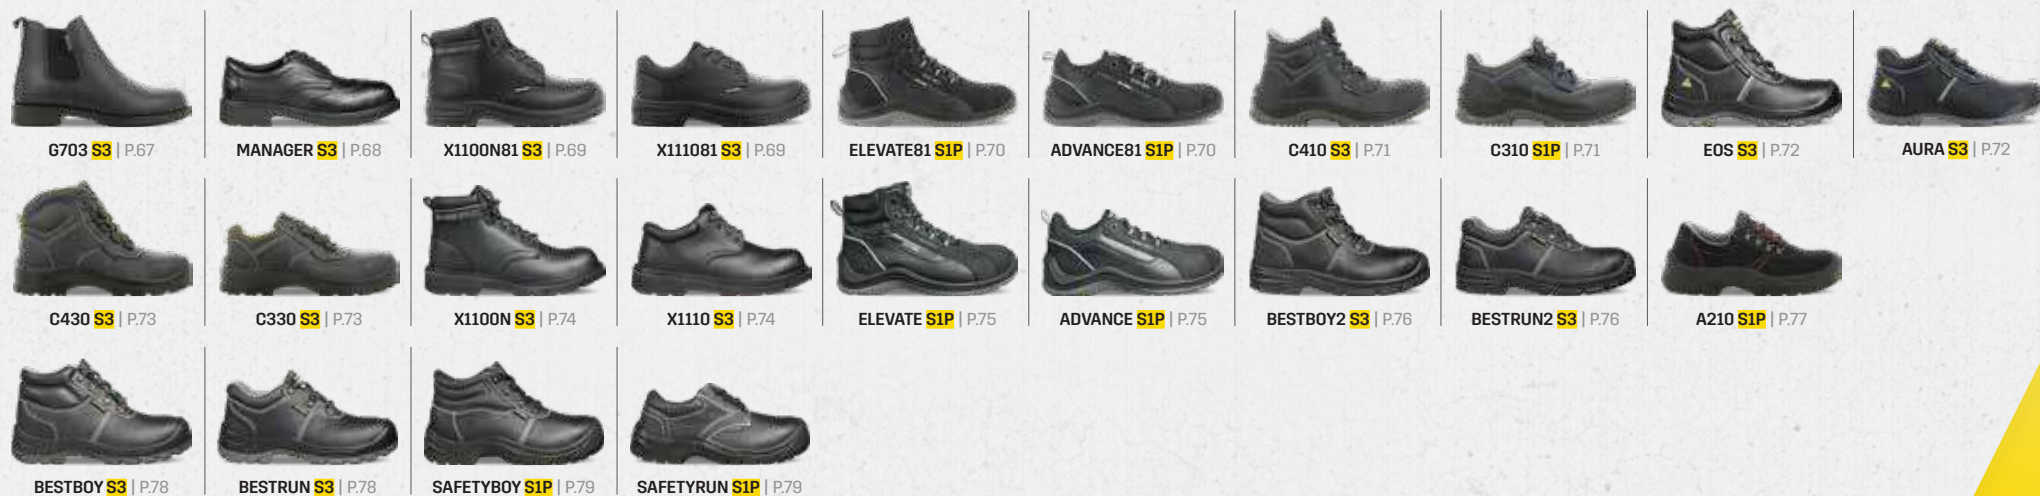 G703 S3 | P.67 MANAGER S3 | P.68 X1100N81 S3 | P.69 X111081 S3 | P.69 ELEVATE81 S1P | P.70 ADVANCE81 S1P | P.70 C410 S3 | P.71 C310 S1P | P.71 EOS S3 | P.72 AURA S3 | P.72
C430 S3 | P.73 C330 S3 | P.73 X1100N S3 | P.74 X1110 S3 | P.74 ELEVATE S1P | P.75 ADVANCE S1P | P.75 BESTBOY2 S3 | P.76 BESTRUN2 S3 | P.76 A210 S1P | P.77
BESTBOY S3 | P.78 BESTRUN S3 | P.78 SAFETYBOY S1P | P.79 SAFETYRUN S1P | P.79